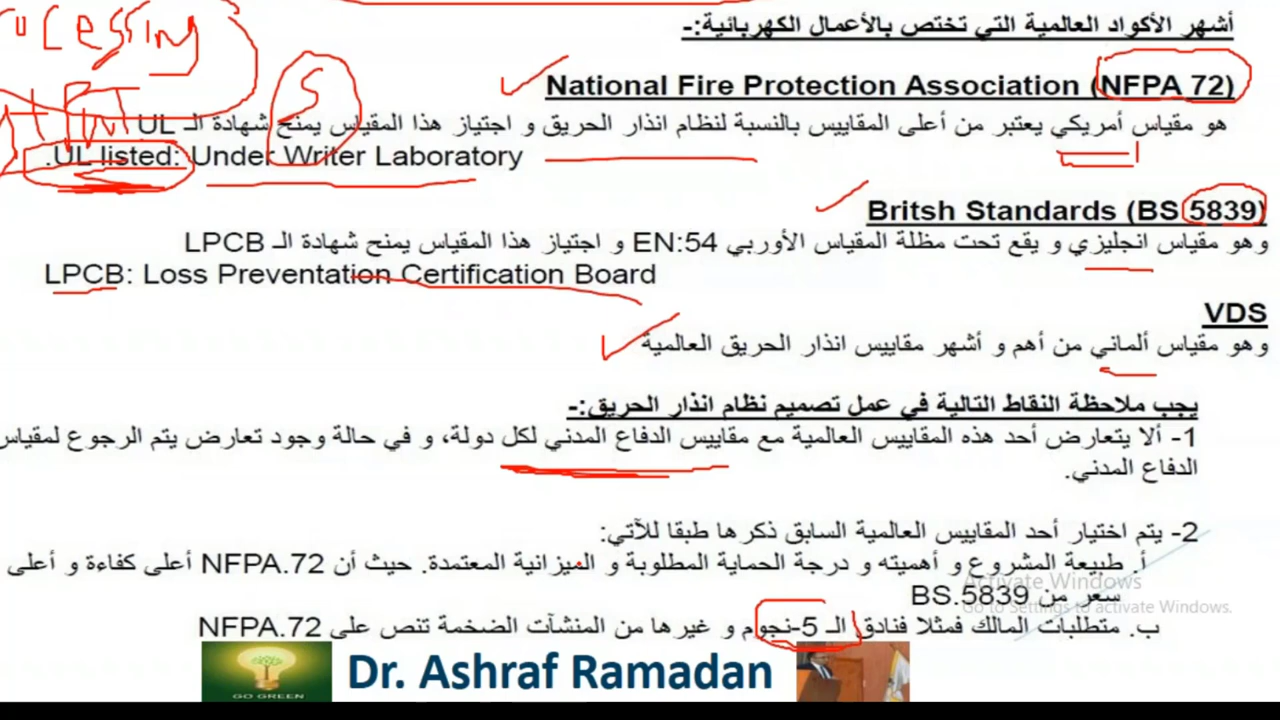 أشهر الأكواد العالمية التي تختص بالأعمال الكهربائية:-
ocessing
S
National Fire Protection Association (NFPA 72)
هو مقياس أمريكي يعتبر من أعلى المقاييس بالنسبة لنظام انذار الحريق و اجتياز هذا المقياس يمنح شهادة الـ UL
UL listed: Under Writer Laboratory.
Britsh Standards (BS 5839)
وهو مقياس انجليزي و يقع تحت مظلة المقياس الأوربي EN:54 و اجتياز هذا المقياس يمنح شهادة الـ LPCB
LPCB: Loss Preventation Certification Board
VDS
وهو مقياس ألماني من أهم و أشهر مقاييس انذار الحريق العالمية
يجب ملاحظة النقاط التالية في عمل تصميم نظام انذار الحريق:-
1- ألا يتعارض أحد هذه المقاييس العالمية مع مقاييس الدفاع المدني لكل دولة، و في حالة وجود تعارض يتم الرجوع لمقياس
الدفاع المدني.
2- يتم اختيار أحد المقاييس العالمية السابق ذكرها طبقا للآتي:
أ. طبيعة المشروع و أهميته و درجة الحماية المطلوبة و الميزانية المعتمدة. حيث أن NFPA.72 أعلى كفاءة و أعلى
سعر من BS.5839
Activate Windows
Go to Settings to activate Windows.
ب. متطلبات المالك فمثلا فنادق الـ 5-نجوم و غيرها من المنشآت الضخمة تنص على NFPA.72
GO GREEN
Dr. Ashraf Ramadan